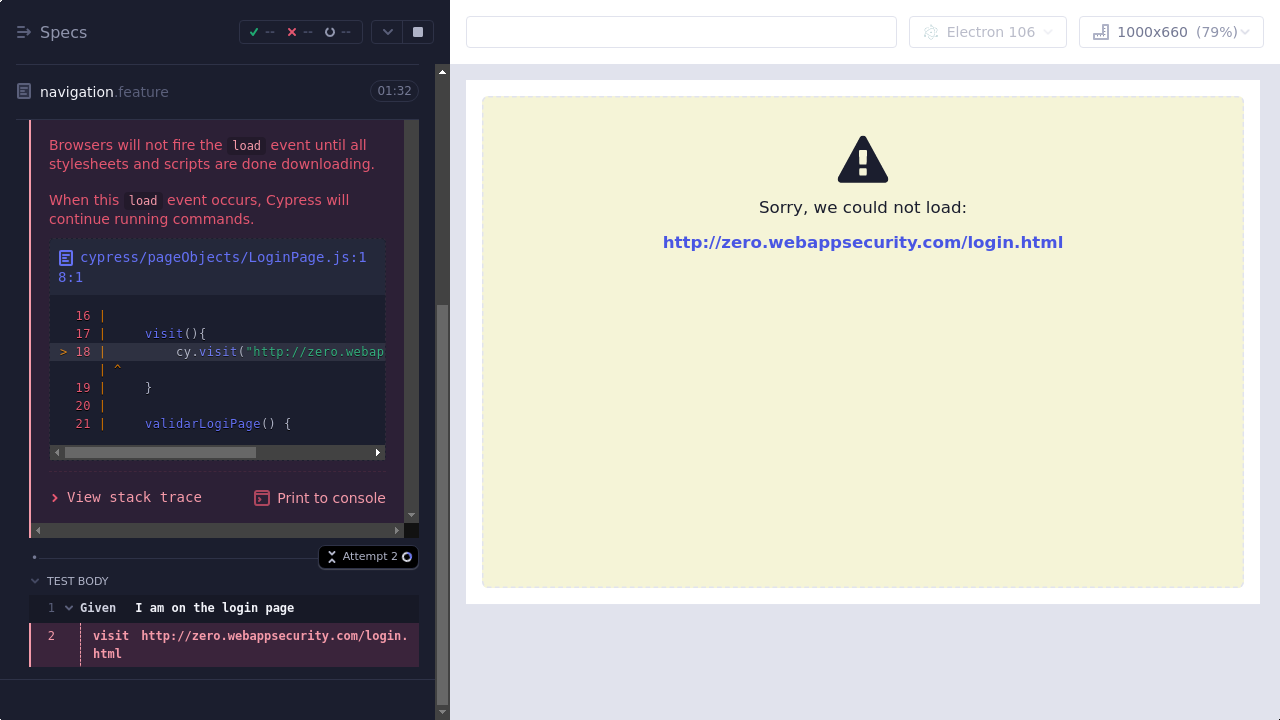 Specs
-- -- --
navigation.feature 01:32
Browsers will not fire the load event until all
stylesheets and scripts are done downloading.
When this load event occurs, Cypress will
continue running commands.
cypress/pageObjects/LoginPage.js:1
8:1
16 |
17 | visit(){
> 18 | cy.visit("http://zero.webap
| ^
19 | }
20 |
21 | validarLogiPage() {
View stack trace
Print to console
Attempt 2
TEST BODY
1 Given I am on the login page
2 visit http://zero.webappsecurity.com/login.
html
Electron 106
1000x660 (79%)
Sorry, we could not load:
http://zero.webappsecurity.com/login.html